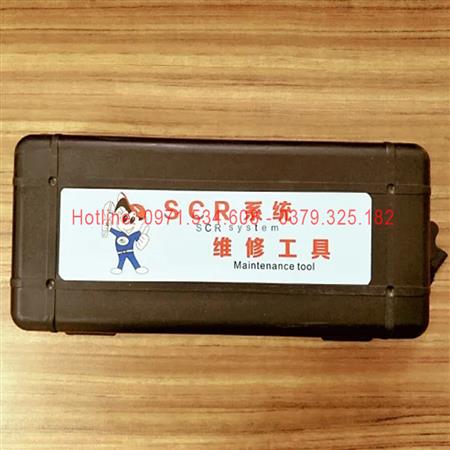 SCR系统
Hotline: 0971.534.606 - 0379.325.182
SCR system
维修工具
Maintenance tool